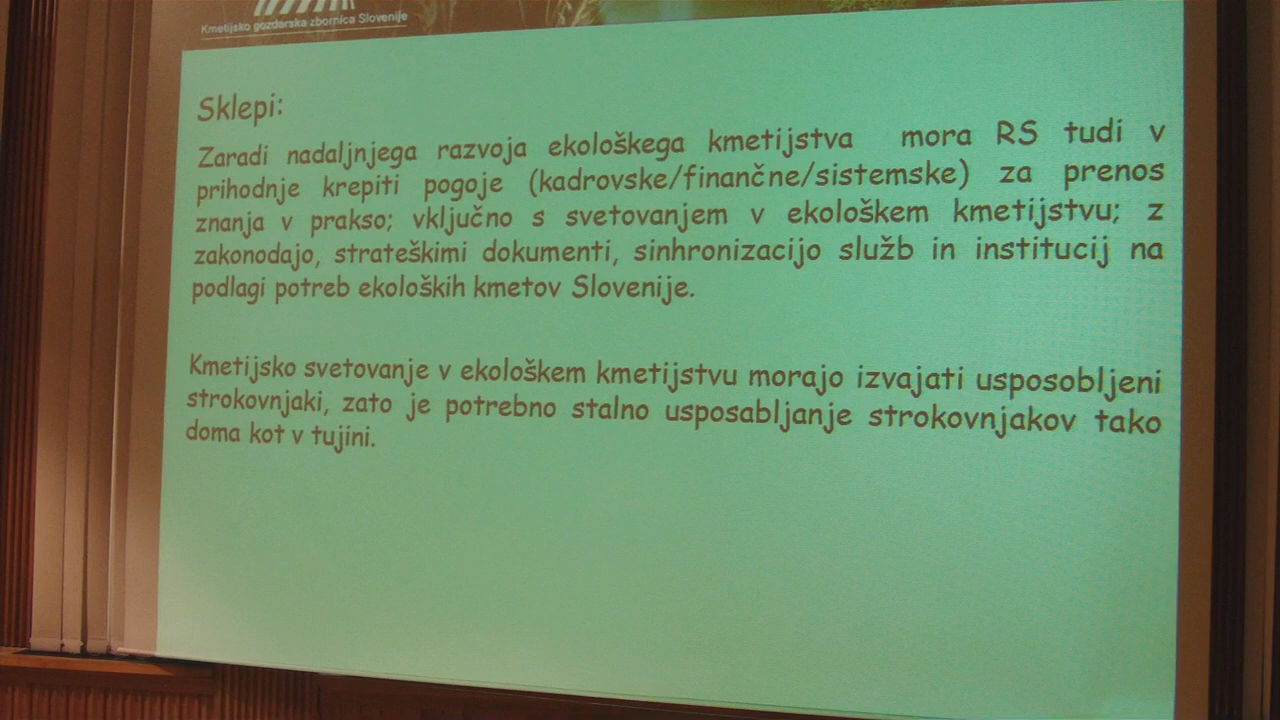 Kmetijsko gozdarska zbornica Slovenije
Sklepi:
Zaradi nadaljnjega razvoja ekološkega kmetijstva mora RS tudi v
prihodnje krepiti pogoje (kadrovske/finančne/sistemske) za prenos
znanja v prakso; vključno s svetovanjem v ekološkem kmetijstvu; z
zakonodajo, strateškimi dokumenti, sinhronizacijo služb in institucij na
podlagi potreb ekoloških kmetov Slovenije.
Kmetijsko svetovanje v ekološkem kmetijstvu morajo izvajati usposobljeni
strokovnjaki, zato je potrebno stalno usposabljanje strokovnjakov tako
doma kot v tujini.